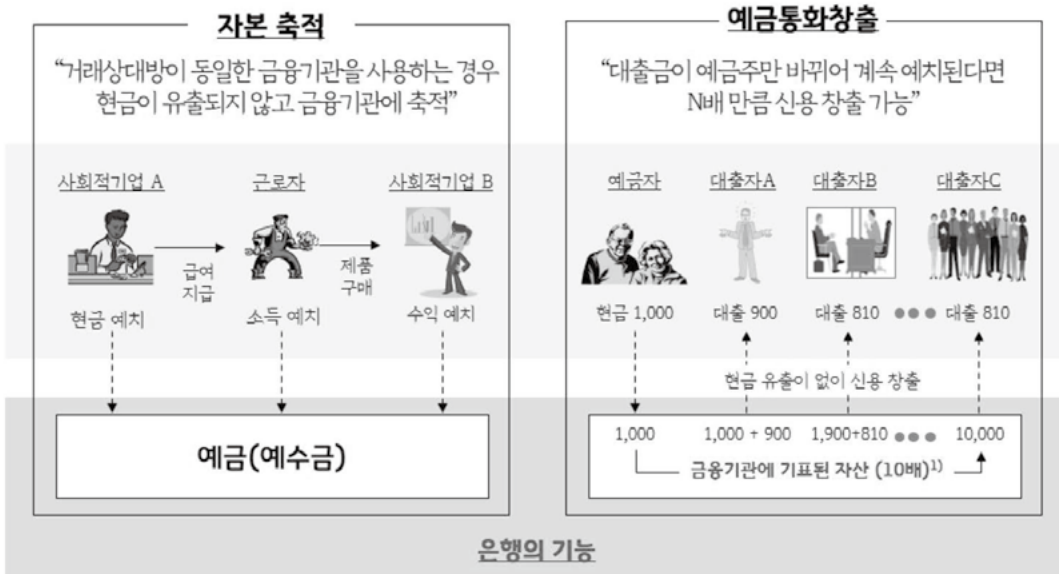 자본 축적
“거래상대방이 동일한 금융기관을 사용하는 경우
현금이 유출되지 않고 금융기관에 축적”
사회적기업 A
근로자
사회적기업 B
급여
지급
제품
구매
현금 예치
소득 예치
수익 예치
예금(예수금)
예금통화창출
“대출금이 예금주만 바뀌어 계속 예치된다면
N배 만큼 신용 창출 가능”
예금자
대출자A
대출자B
대출자C
현금 1,000
대출 900
대출 810
대출 810
현금 유출이 없이 신용 창출
1,000
1,000 + 900
1,900+810
10,000
금융기관에 기표된 자산 (10배)1)
은행의 기능